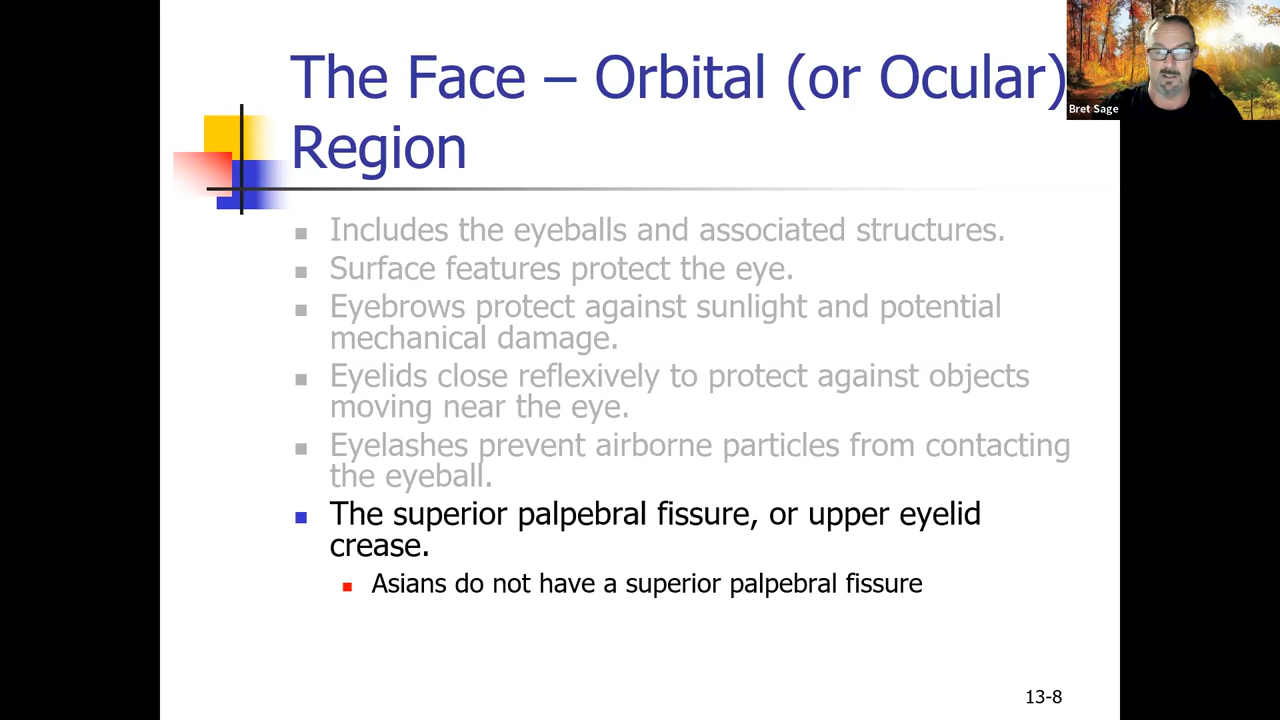 The Face – Orbital (or Ocular)
Region
Bret Sage
Includes the eyeballs and associated structures.
Surface features protect the eye.
Eyebrows protect against sunlight and potential
mechanical damage.
Eyelids close reflexively to protect against objects
moving near the eye.
Eyelashes prevent airborne particles from contacting
the eyeball.
The superior palpebral fissure, or upper eyelid
crease.
Asians do not have a superior palpebral fissure
13-8